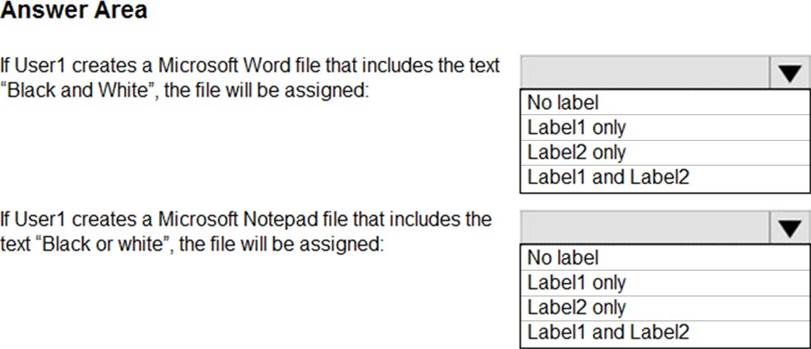 Answer Area
If User1 creates a Microsoft Word file that includes the text
“Black and White”, the file will be assigned:
No label
Label1 only
Label2 only
Label1 and Label2
If User1 creates a Microsoft Notepad file that includes the
text “Black or white”, the file will be assigned:
No label
Label1 only
Label2 only
Label1 and Label2